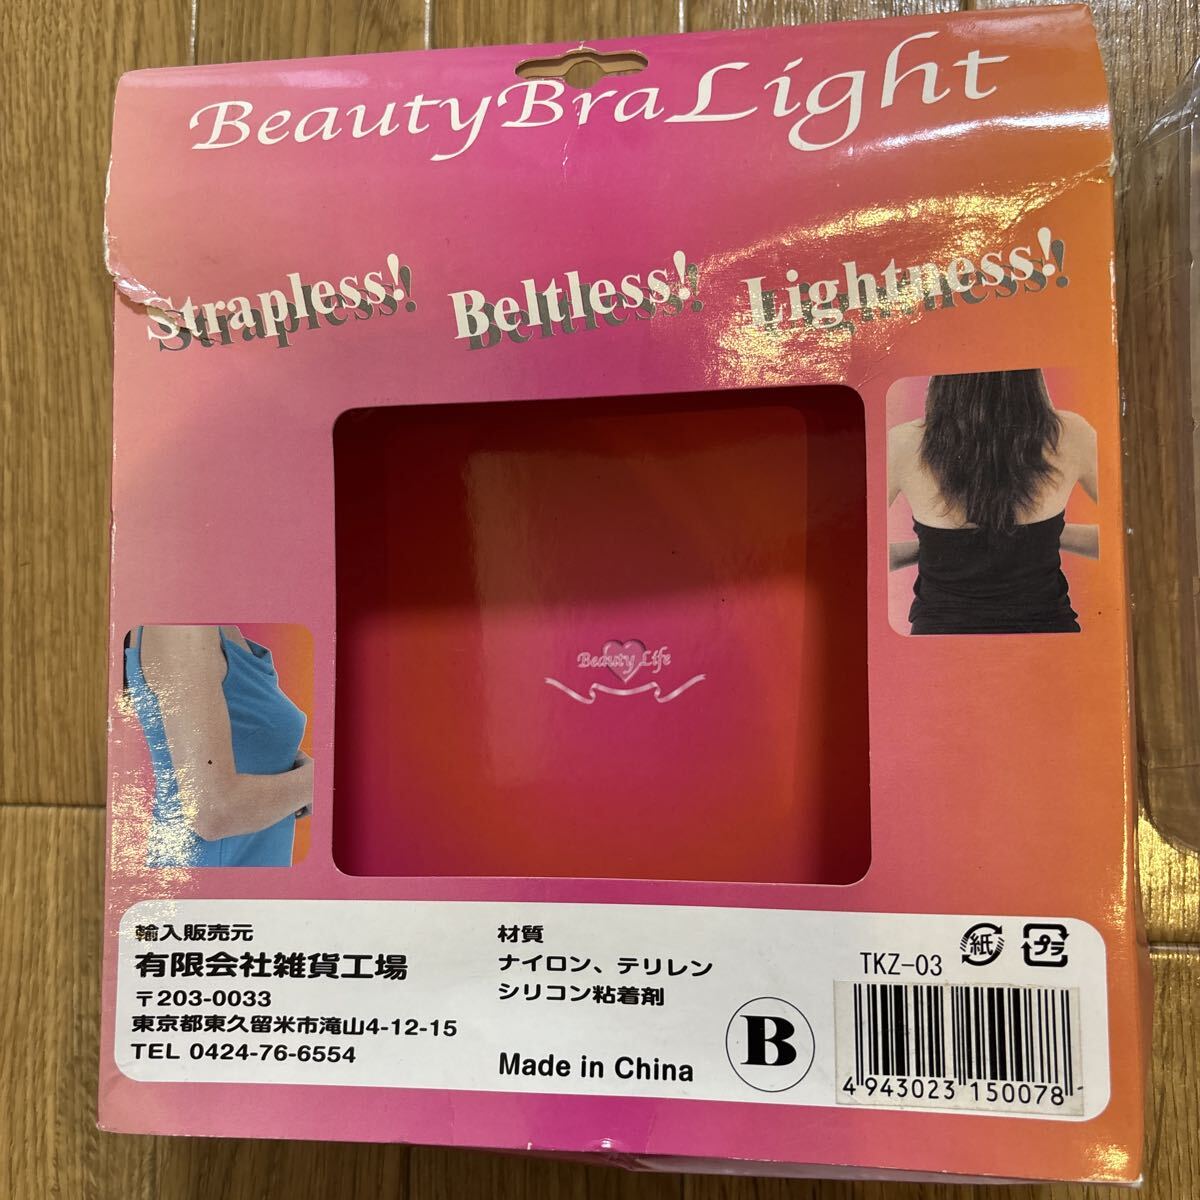 BeautyBraLight
Strapless! Beltless! Lightness!
Beauty Life
輸入販売元
有限会社雑貨工場
〒203-0033
東京都東久留米市滝山4-12-15
TEL 0424-76-6554
材質
ナイロン、テリレン
シリコン粘着剤
Made in China
B
TKZ-03
紙
プラ
4 943023 150078